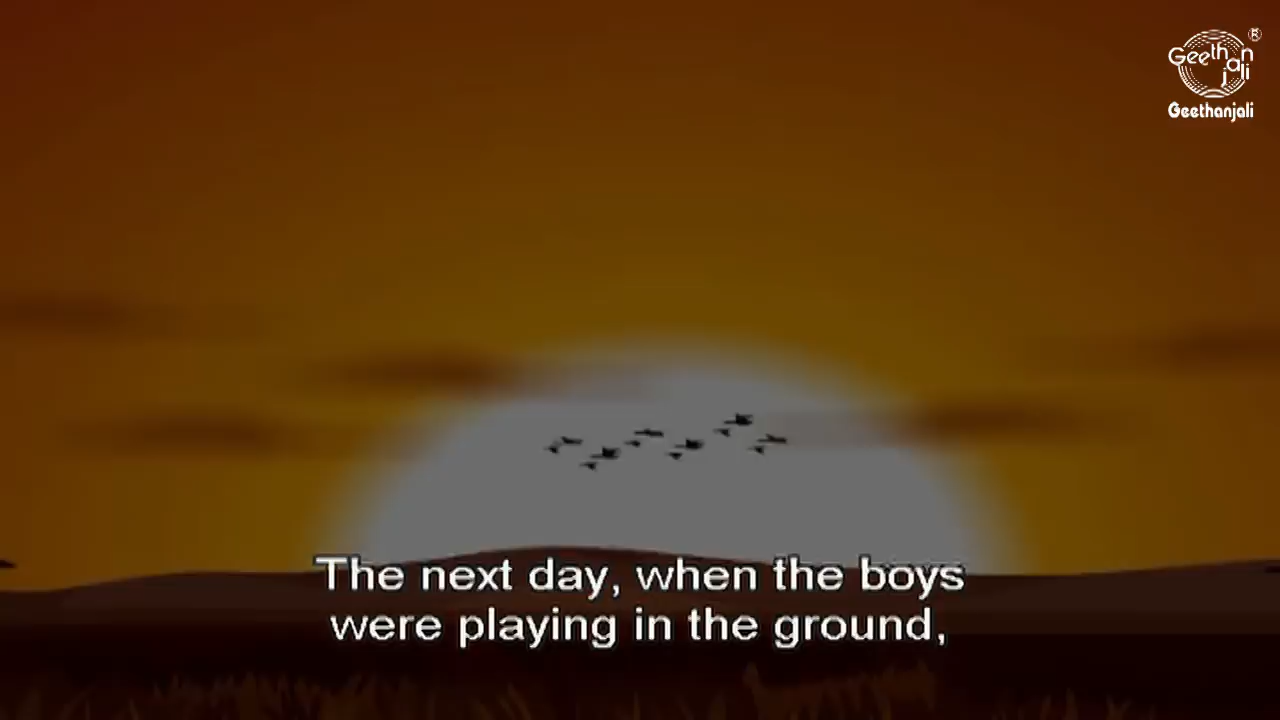 Geethanjali
®
Geethanjali
The next day, when the boys
were playing in the ground,